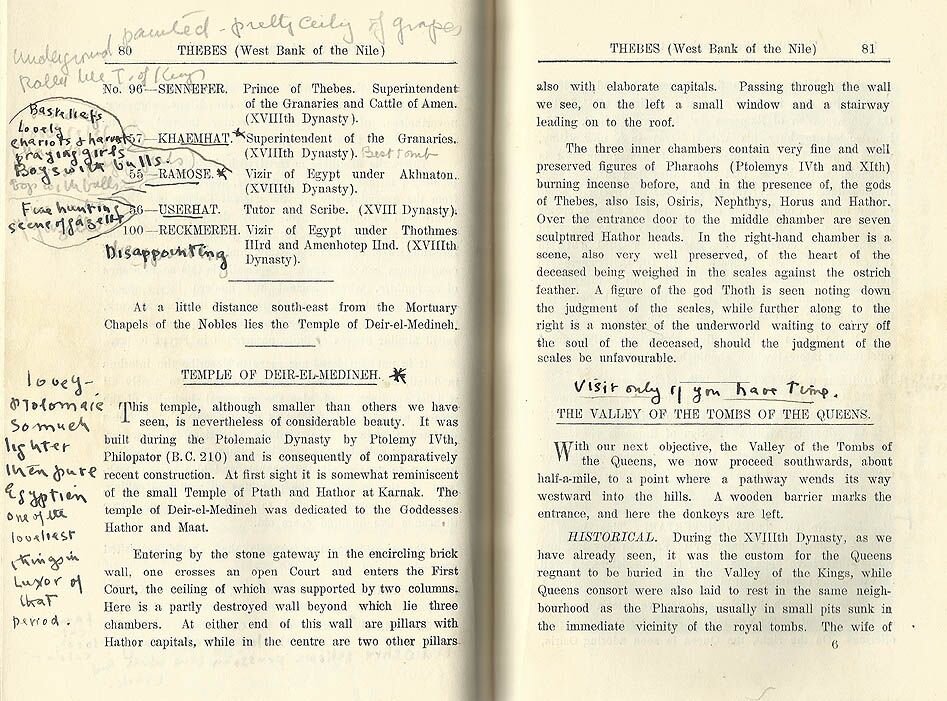 painted - pretty ceily of grapes
Underground
Rather like T. of Kings
80 THEBES (West Bank of the Nile)
No. 96—SENNEFER. Prince of Thebes. Superintendent
of the Granaries and Cattle of Amen.
(XVIIIth Dynasty).
57—KHAEMHAT. Superintendent of the Granaries.
(XVIIIth Dynasty). Best tomb
55—RAMOSE. Vizir of Egypt under Akhnaton.
(XVIIIth Dynasty).
56—USERHAT. Tutor and Scribe. (XVIII Dynasty).
100—RECKMEREH. Vizir of Egypt under Thothmes
IIIrd and Amenhotep IInd. (XVIIIth
Dynasty).
Basreliefs
Lovely
chariots & harvest
praying girls
Boys with bulls.
Boys with bulls
Fine hunting
scene of gazelle
Disappointing
At a little distance south-east from the Mortuary
Chapels of the Nobles lies the Temple of Deir-el-Medineh.
TEMPLE OF DEIR-EL-MEDINEH.
This temple, although smaller than others we have
seen, is nevertheless of considerable beauty. It was
built during the Ptolemaic Dynasty by Ptolemy IVth,
Philopator (B.C. 210) and is consequently of comparatively
recent construction. At first sight it is somewhat reminiscent
of the small Temple of Ptath and Hathor at Karnak. The
temple of Deir-el-Medineh was dedicated to the Goddesses
Hathor and Maat.
Entering by the stone gateway in the encircling brick
wall, one crosses an open Court and enters the First
Court, the ceiling of which was supported by two columns.
Here is a partly destroyed wall beyond which lie three
chambers. At either end of this wall are pillars with
Hathor capitals, while in the centre are two other pillars
lovey-
Ptolomaic
so much
lighter
then pure
Egyptien
one of the
loveliest
things in
Luxor of
that
period.
THEBES (West Bank of the Nile) 81
also with elaborate capitals. Passing through the wall
we see, on the left a small window and a stairway
leading on to the roof.
The three inner chambers contain very fine and well
preserved figures of Pharaohs (Ptolemys IVth and XIth)
burning incense before, and in the presence of, the gods
of Thebes, also Isis, Osiris, Nephthys, Horus and Hathor.
Over the entrance door to the middle chamber are seven
sculptured Hathor heads. In the right-hand chamber is a
scene, also very well preserved, of the heart of the
deceased being weighed in the scales against the ostrich
feather. A figure of the god Thoth is seen noting down
the judgment of the scales, while further along to the
right is a monster of the underworld waiting to carry off
the soul of the deceased, should the judgment of the
scales be unfavourable.
Visit only if you have time.
THE VALLEY OF THE TOMBS OF THE QUEENS.
With our next objective, the Valley of the Tombs of
the Queens, we now proceed southwards, about
half-a-mile, to a point where a pathway wends its way
westward into the hills. A wooden barrier marks the
entrance, and here the donkeys are left.
HISTORICAL. During the XVIIIth Dynasty, as we
have already seen, it was the custom for the Queens
regnant to be buried in the Valley of the Kings, while
Queens consort were also laid to rest in the same neigh-
bourhood as the Pharaohs, usually in small pits sunk in
the immediate vicinity of the royal tombs. The wife of
6